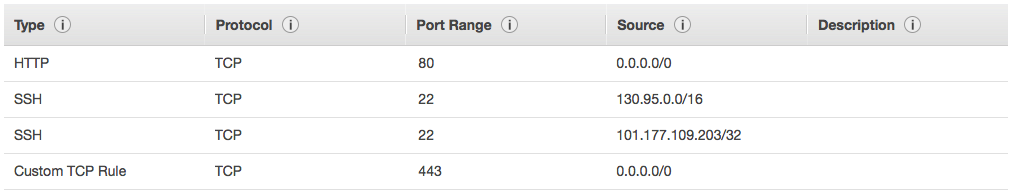 Type Protocol Port Range Source Description
HTTP TCP 80 0.0.0.0/0
SSH TCP 22 130.95.0.0/16
SSH TCP 22 101.177.109.203/32
Custom TCP Rule TCP 443 0.0.0.0/0